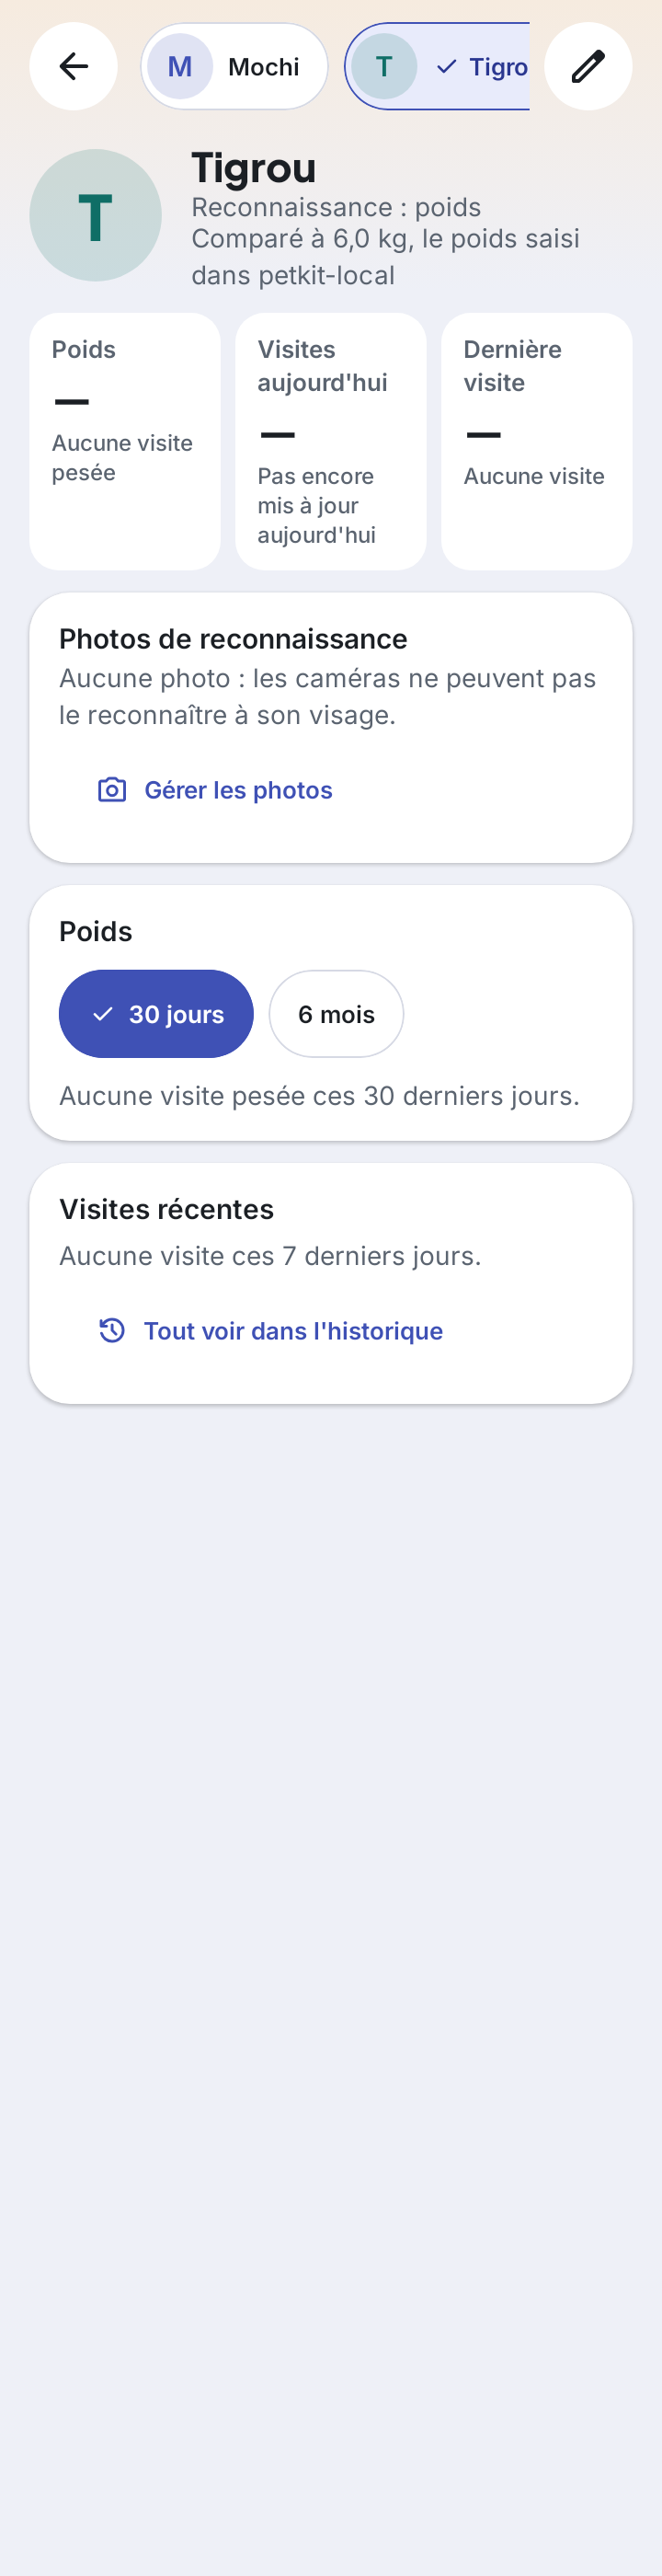 M Mochi
T Tigro
T
Tigrou
Reconnaissance : poids
Comparé à 6,0 kg, le poids saisi
dans petkit-local
Poids
—
Aucune visite
pesée
Visites
aujourd'hui
—
Pas encore
mis à jour
aujourd'hui
Dernière
visite
—
Aucune visite
Photos de reconnaissance
Aucune photo : les caméras ne peuvent pas
le reconnaître à son visage.
Gérer les photos
Poids
30 jours
6 mois
Aucune visite pesée ces 30 derniers jours.
Visites récentes
Aucune visite ces 7 derniers jours.
Tout voir dans l'historique